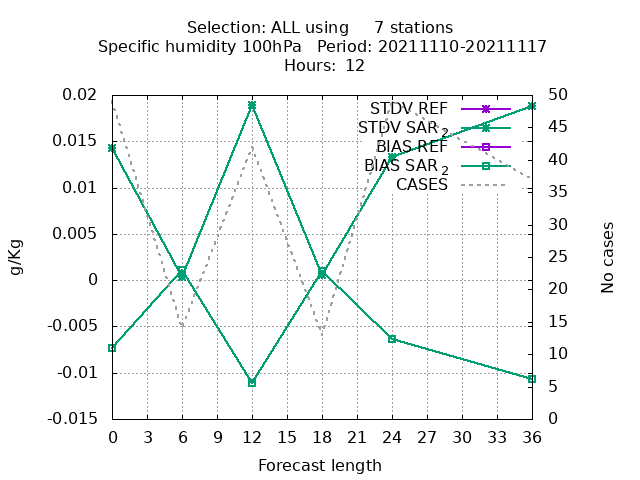 Selection: ALL using     7 stations
Specific humidity 100hPa   Period: 20211110-20211117
Hours: 12
0.02
0.015
0.01
0.005
0
-0.005
-0.01
-0.015
g/Kg
STDV REF
STDV SAR 2
BIAS REF
BIAS SAR 2
CASES
50
45
40
35
30
25
20
15
10
5
0
No cases
0 3 6 9 12 15 18 21 24 27 30 33 36
Forecast length